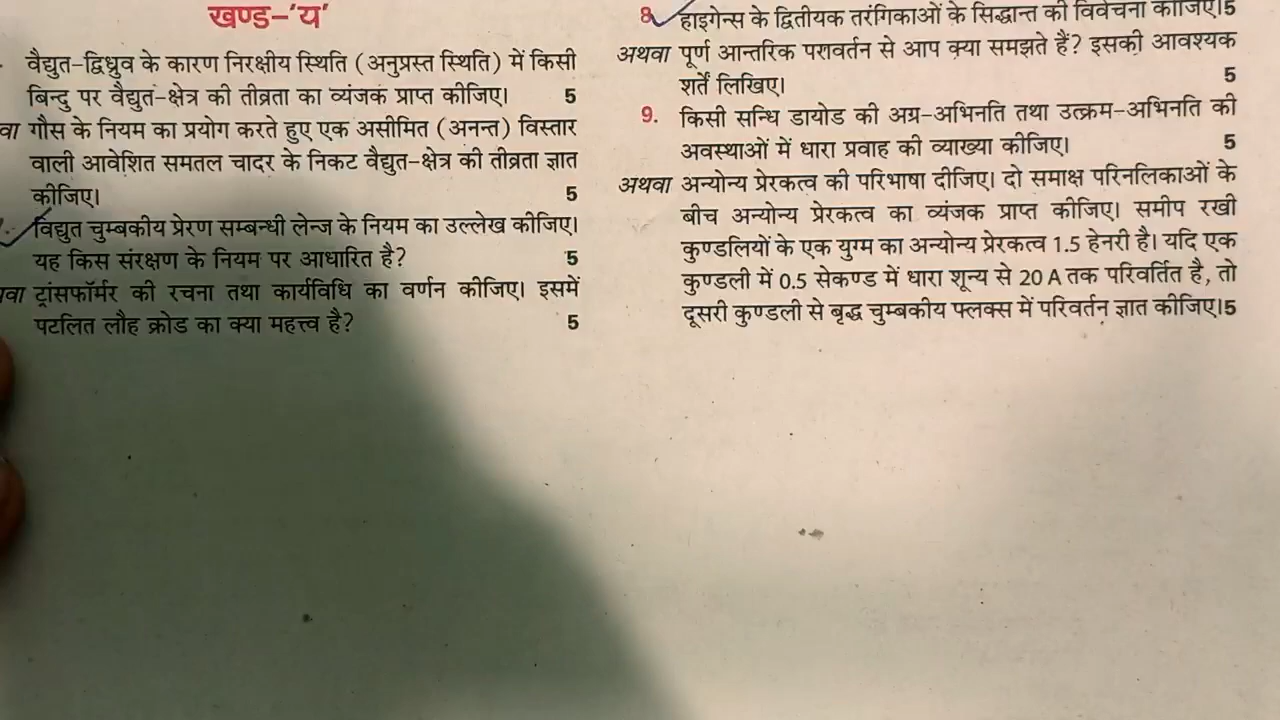 खण्ड-'य'
वैद्युत-द्विध्रुव के कारण निरक्षीय स्थिति (अनुप्रस्त स्थिति) में किसी
बिन्दु पर वैद्युत-क्षेत्र की तीव्रता का व्यंजक प्राप्त कीजिए। 5
वा गौस के नियम का प्रयोग करते हुए एक असीमित (अनन्त) विस्तार
वाली आवेशित समतल चादर के निकट वैद्युत-क्षेत्र की तीव्रता ज्ञात
कीजिए। 5
विद्युत चुम्बकीय प्रेरण सम्बन्धी लेन्ज के नियम का उल्लेख कीजिए।
यह किस संरक्षण के नियम पर आधारित है? 5
वा ट्रांसफॉर्मर की रचना तथा कार्यविधि का वर्णन कीजिए। इसमें
पटलित लौह क्रोड का क्या महत्त्व है? 5
8. हाइगेन्स के द्वितीयक तरंगिकाओं के सिद्धान्त की विवेचना कीजिए।5
अथवा पूर्ण आन्तरिक परावर्तन से आप क्या समझते हैं? इसकी आवश्यक
शर्तें लिखिए। 5
9. किसी सन्धि डायोड की अग्र-अभिनति तथा उत्क्रम-अभिनति की
अवस्थाओं में धारा प्रवाह की व्याख्या कीजिए। 5
अथवा अन्योन्य प्रेरकत्व की परिभाषा दीजिए। दो समाक्ष परिनलिकाओं के
बीच अन्योन्य प्रेरकत्व का व्यंजक प्राप्त कीजिए। समीप रखी
कुण्डलियों के एक युग्म का अन्योन्य प्रेरकत्व 1.5 हेनरी है। यदि एक
कुण्डली में 0.5 सेकण्ड में धारा शून्य से 20 A तक परिवर्तित है, तो
दूसरी कुण्डली से बृद्ध चुम्बकीय फ्लक्स में परिवर्तन ज्ञात कीजिए।5